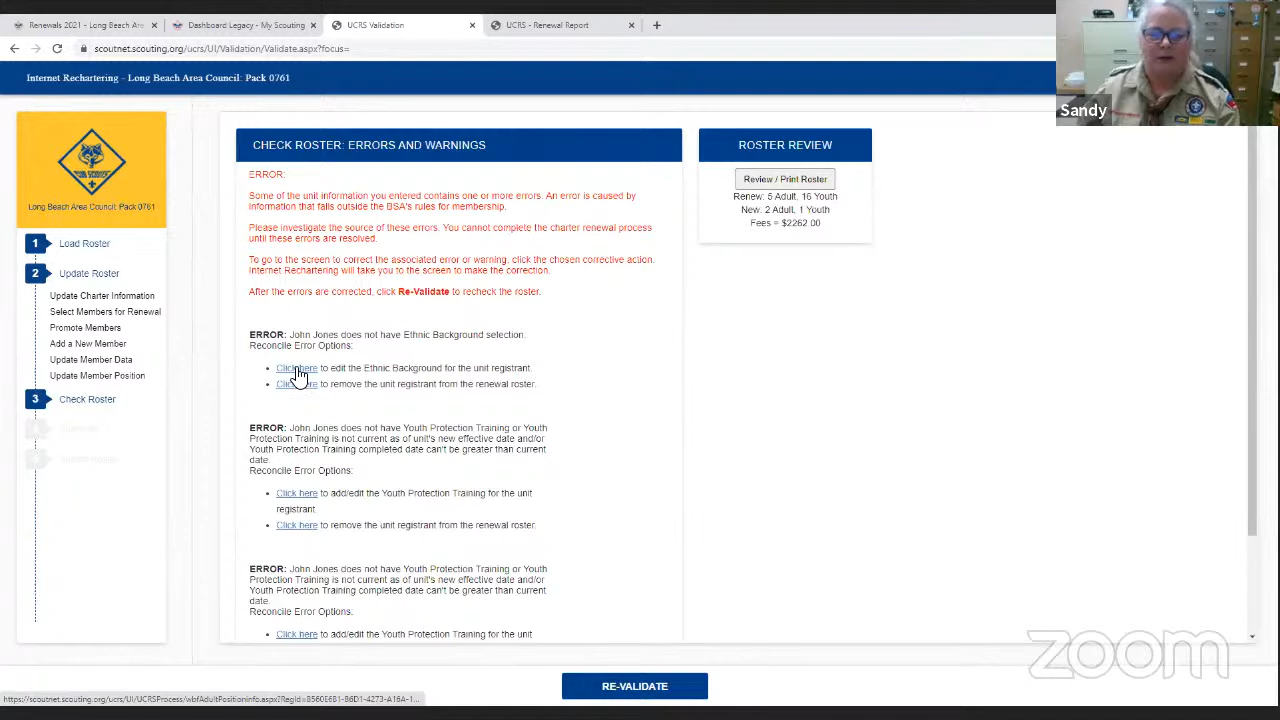 Renewals 2021 - Long Beach Are
Dashboard Legacy - My Scouting
UCRS Validation
UCRS - Renewal Report
scoutnet.scouting.org/ucrs/UI/Validation/Validate.aspx?focus=
Internet Rechartering - Long Beach Area Council: Pack 0761
Sandy
Long Beach Area Council: Pack 0761
1 Load Roster
2 Update Roster
Update Charter Information
Select Members for Renewal
Promote Members
Add a New Member
Update Member Data
Update Member Position
3 Check Roster
CHECK ROSTER: ERRORS AND WARNINGS
ERROR:
Some of the unit information you entered contains one or more errors. An error is caused by
information that falls outside the BSA's rules for membership.
Please investigate the source of these errors. You cannot complete the charter renewal process
until these errors are resolved.
To go to the screen to correct the associated error or warning, click the chosen corrective action.
Internet Rechartering will take you to the screen to make the correction.
After the errors are corrected, click Re-Validate to recheck the roster.
ERROR: John Jones does not have Ethnic Background selection.
Reconcile Error Options:
• Click here to edit the Ethnic Background for the unit registrant.
• Click here to remove the unit registrant from the renewal roster.
ERROR: John Jones does not have Youth Protection Training or Youth
Protection Training is not current as of unit's new effective date and/or
Youth Protection Training completed date can't be greater than current
date.
Reconcile Error Options:
• Click here to add/edit the Youth Protection Training for the unit
registrant.
• Click here to remove the unit registrant from the renewal roster.
ERROR: John Jones does not have Youth Protection Training or Youth
Protection Training is not current as of unit's new effective date and/or
Youth Protection Training completed date can't be greater than current
date.
Reconcile Error Options:
• Click here to add/edit the Youth Protection Training for the unit
ROSTER REVIEW
Review / Print Roster
Renew: 5 Adult, 16 Youth
New: 2 Adult, 1 Youth
Fees = $2262.00
zoom
RE-VALIDATE